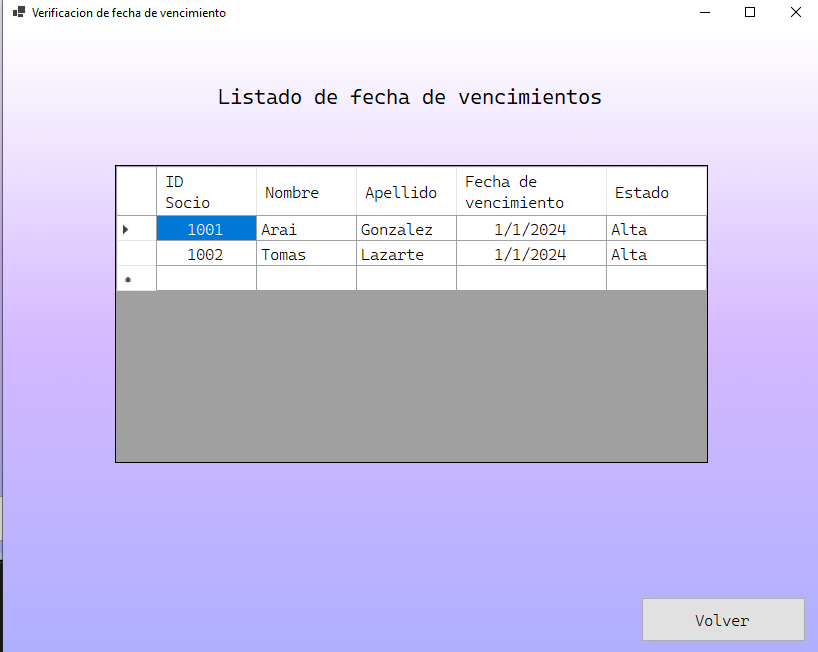 Verificacion de fecha de vencimiento
Listado de fecha de vencimientos
ID Socio Nombre Apellido Fecha de vencimiento Estado
1001 Arai Gonzalez 1/1/2024 Alta
1002 Tomas Lazarte 1/1/2024 Alta
Volver